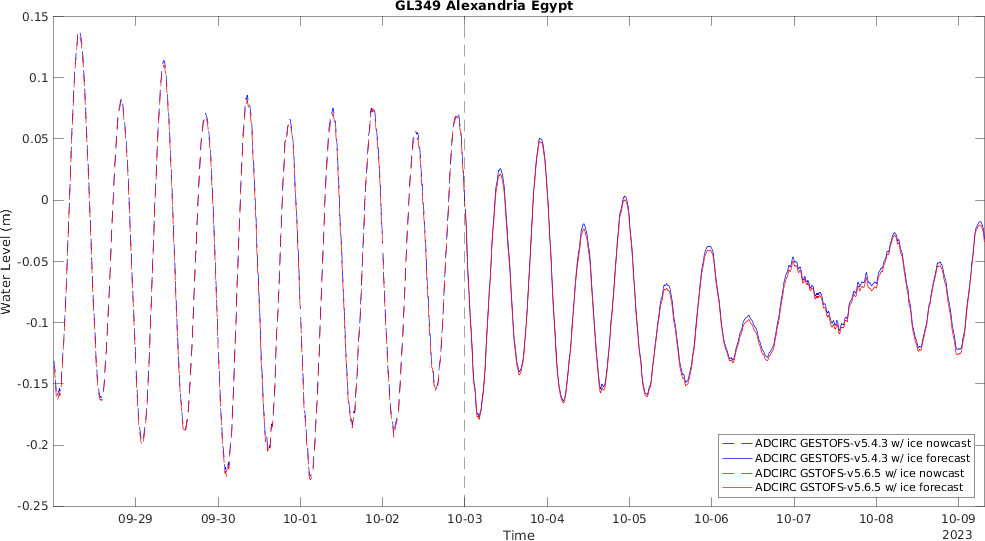 GL349 Alexandria Egypt
0.15
0.1
0.05
0
-0.05
-0.1
-0.15
-0.2
-0.25
Water Level (m)
ADCIRC GESTOFS-v5.4.3 w/ ice nowcast
ADCIRC GESTOFS-v5.4.3 w/ ice forecast
ADCIRC GSTOFS-v5.6.5 w/ ice nowcast
ADCIRC GSTOFS-v5.6.5 w/ ice forecast
09-29 09-30 10-01 10-02 10-03 10-04 10-05 10-06 10-07 10-08 10-09
Time
2023